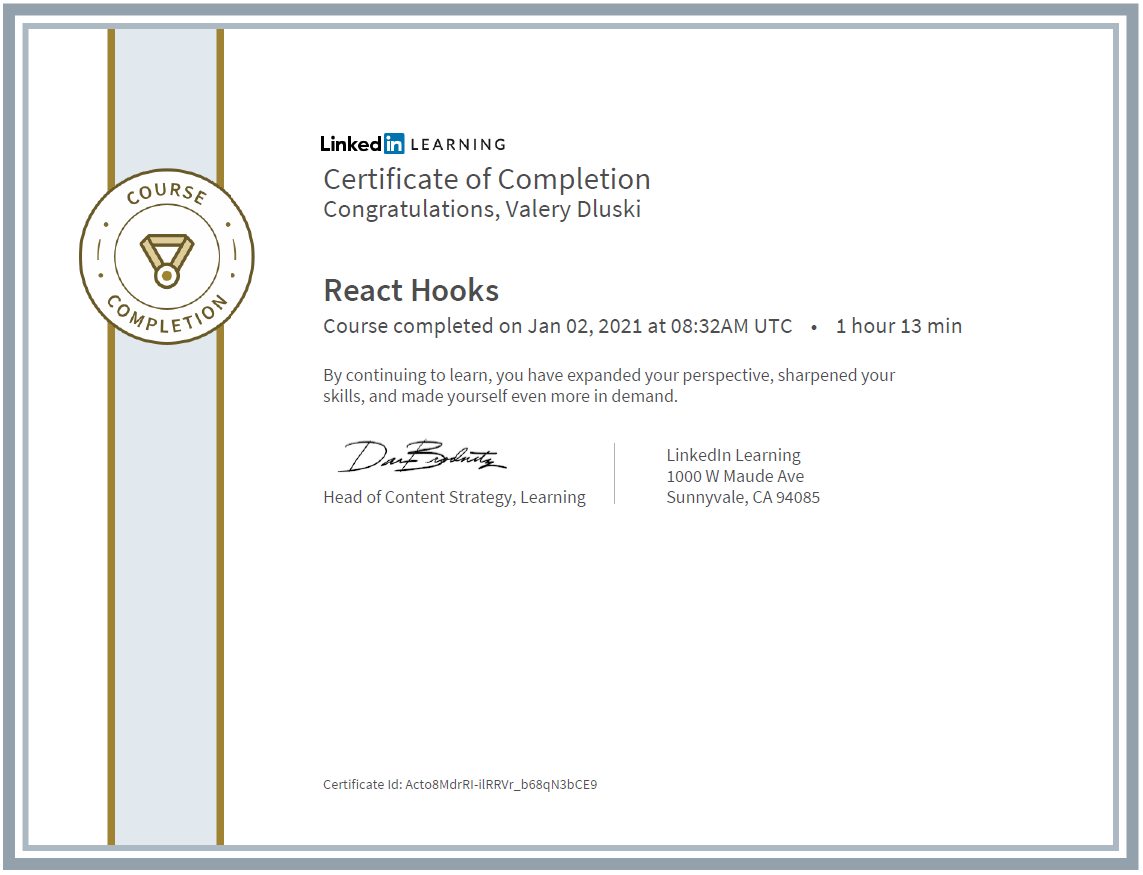 COURSE
COMPLETION
Linked in LEARNING
Certificate of Completion
Congratulations, Valery Dluski
React Hooks
Course completed on Jan 02, 2021 at 08:32AM UTC • 1 hour 13 min
By continuing to learn, you have expanded your perspective, sharpened your
skills, and made yourself even more in demand.
Head of Content Strategy, Learning
LinkedIn Learning
1000 W Maude Ave
Sunnyvale, CA 94085
Certificate Id: Acto8MdrRI-ilRRVr_b68qN3bCE9